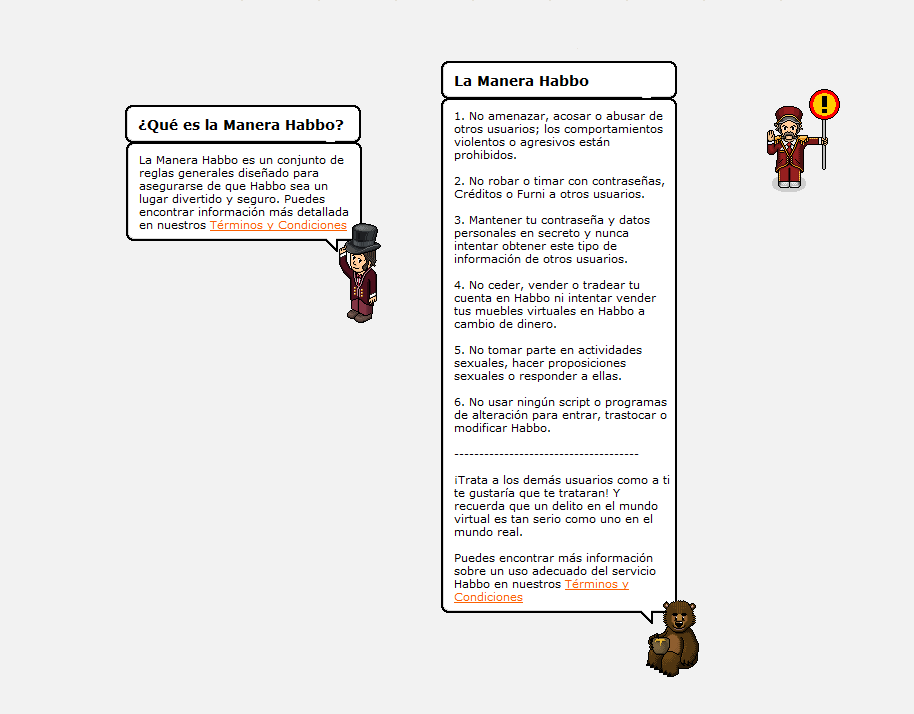 ¿Qué es la Manera Habbo?
La Manera Habbo es un conjunto de
reglas generales diseñado para
asegurarse de que Habbo sea un
lugar divertido y seguro. Puedes
encontrar información más detallada
en nuestros Términos y Condiciones
La Manera Habbo
1. No amenazar, acosar o abusar de
otros usuarios; los comportamientos
violentos o agresivos están
prohibidos.
2. No robar o timar con contraseñas,
Créditos o Furni a otros usuarios.
3. Mantener tu contraseña y datos
personales en secreto y nunca
intentar obtener este tipo de
información de otros usuarios.
4. No ceder, vender o tradear tu
cuenta en Habbo ni intentar vender
tus muebles virtuales en Habbo a
cambio de dinero.
5. No tomar parte en actividades
sexuales, hacer proposiciones
sexuales o responder a ellas.
6. No usar ningún script o programas
de alteración para entrar, trastocar o
modificar Habbo.
-------------------------------------
¡Trata a los demás usuarios como a ti
te gustaría que te trataran! Y
recuerda que un delito en el mundo
virtual es tan serio como uno en el
mundo real.
Puedes encontrar más información
sobre un uso adecuado del servicio
Habbo en nuestros Términos y
Condiciones
!